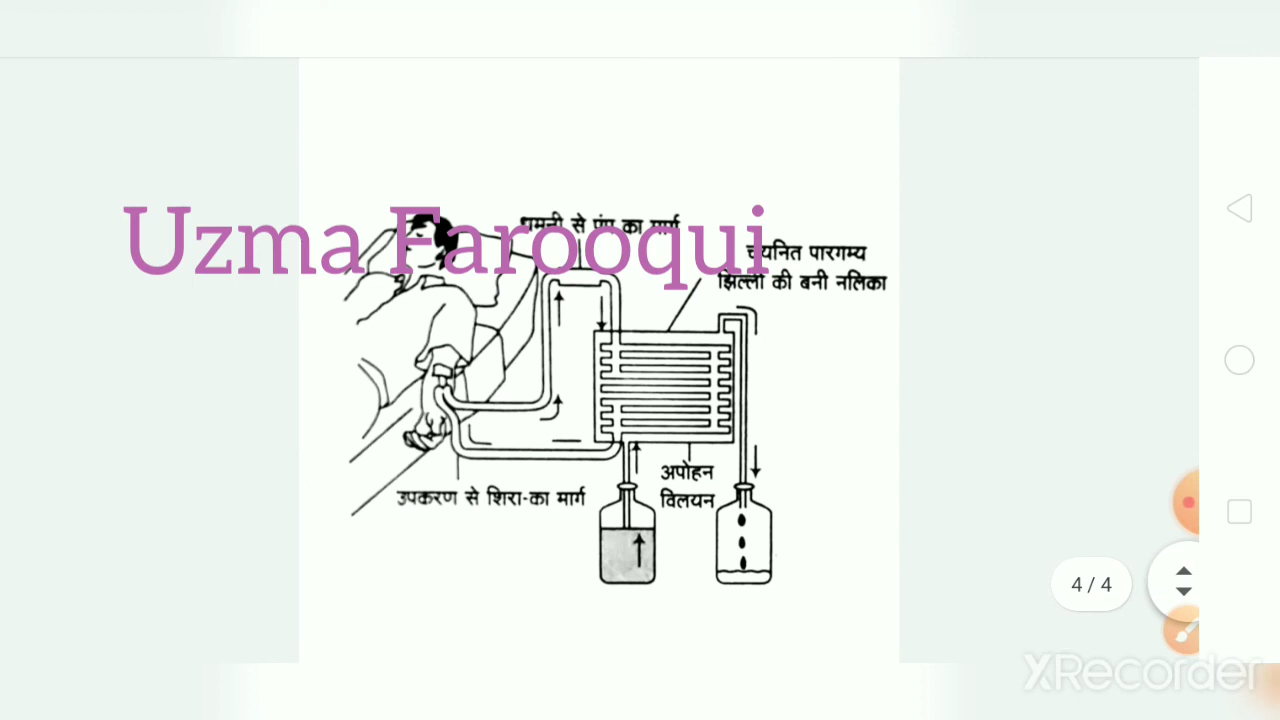 Uzma Farooqui
धमनी से पंप का मार्ग
चयनित पारगम्य
झिल्ली की बनी नलिका
अपोहन
विलयन
उपकरण से शिरा-का मार्ग
4 / 4
XRecorder